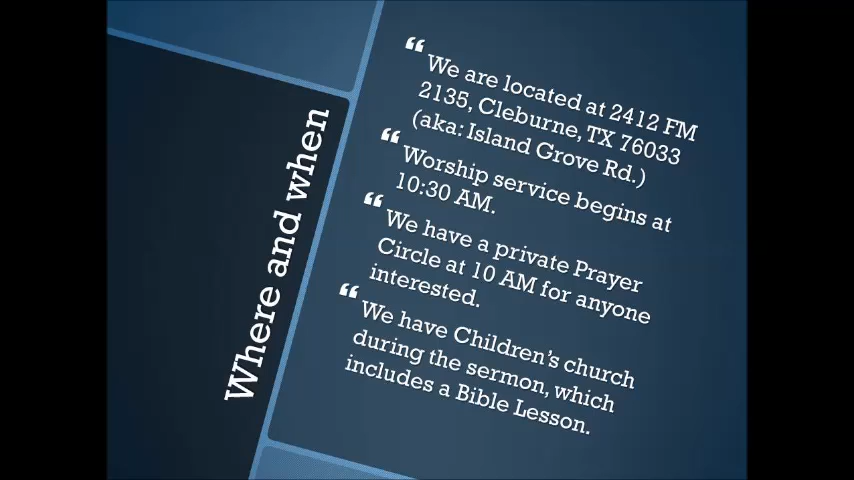 Where and when
“ We are located at 2412 FM
2135, Cleburne, TX 76033
(aka: Island Grove Rd.)
“ Worship service begins at
10:30 AM.
“ We have a private Prayer
Circle at 10 AM for anyone
interested.
“ We have Children’s church
during the sermon, which
includes a Bible Lesson.